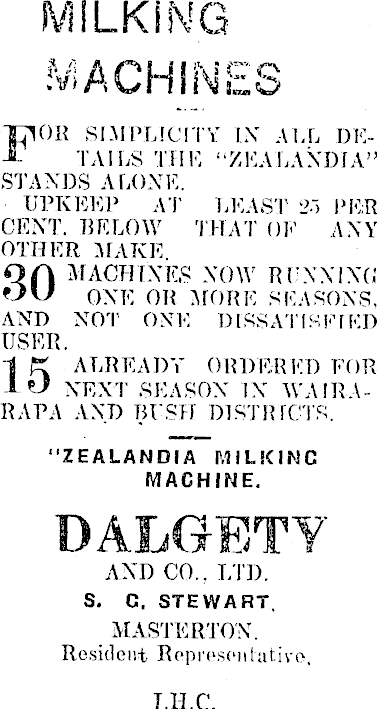 MILKING
MACHINES
FOR SIMPLICITY IN ALL DE-
TAILS THE "ZEALANDIA"
STANDS ALONE.
UPKEEP AT LEAST 25 PER
CENT. BELOW THAT OF ANY
OTHER MAKE.
30 MACHINES NOW RUNNING
ONE OR MORE SEASONS,
AND NOT ONE DISSATISFIED
USER.
15 ALREADY ORDERED FOR
NEXT SEASON IN WAIRA-
RAPA AND BUSH DISTRICTS.
"ZEALANDIA MILKING
MACHINE.
DALGETY
AND CO., LTD.
S. C. STEWART,
MASTERTON.
Resident Representative,
I.H.C.